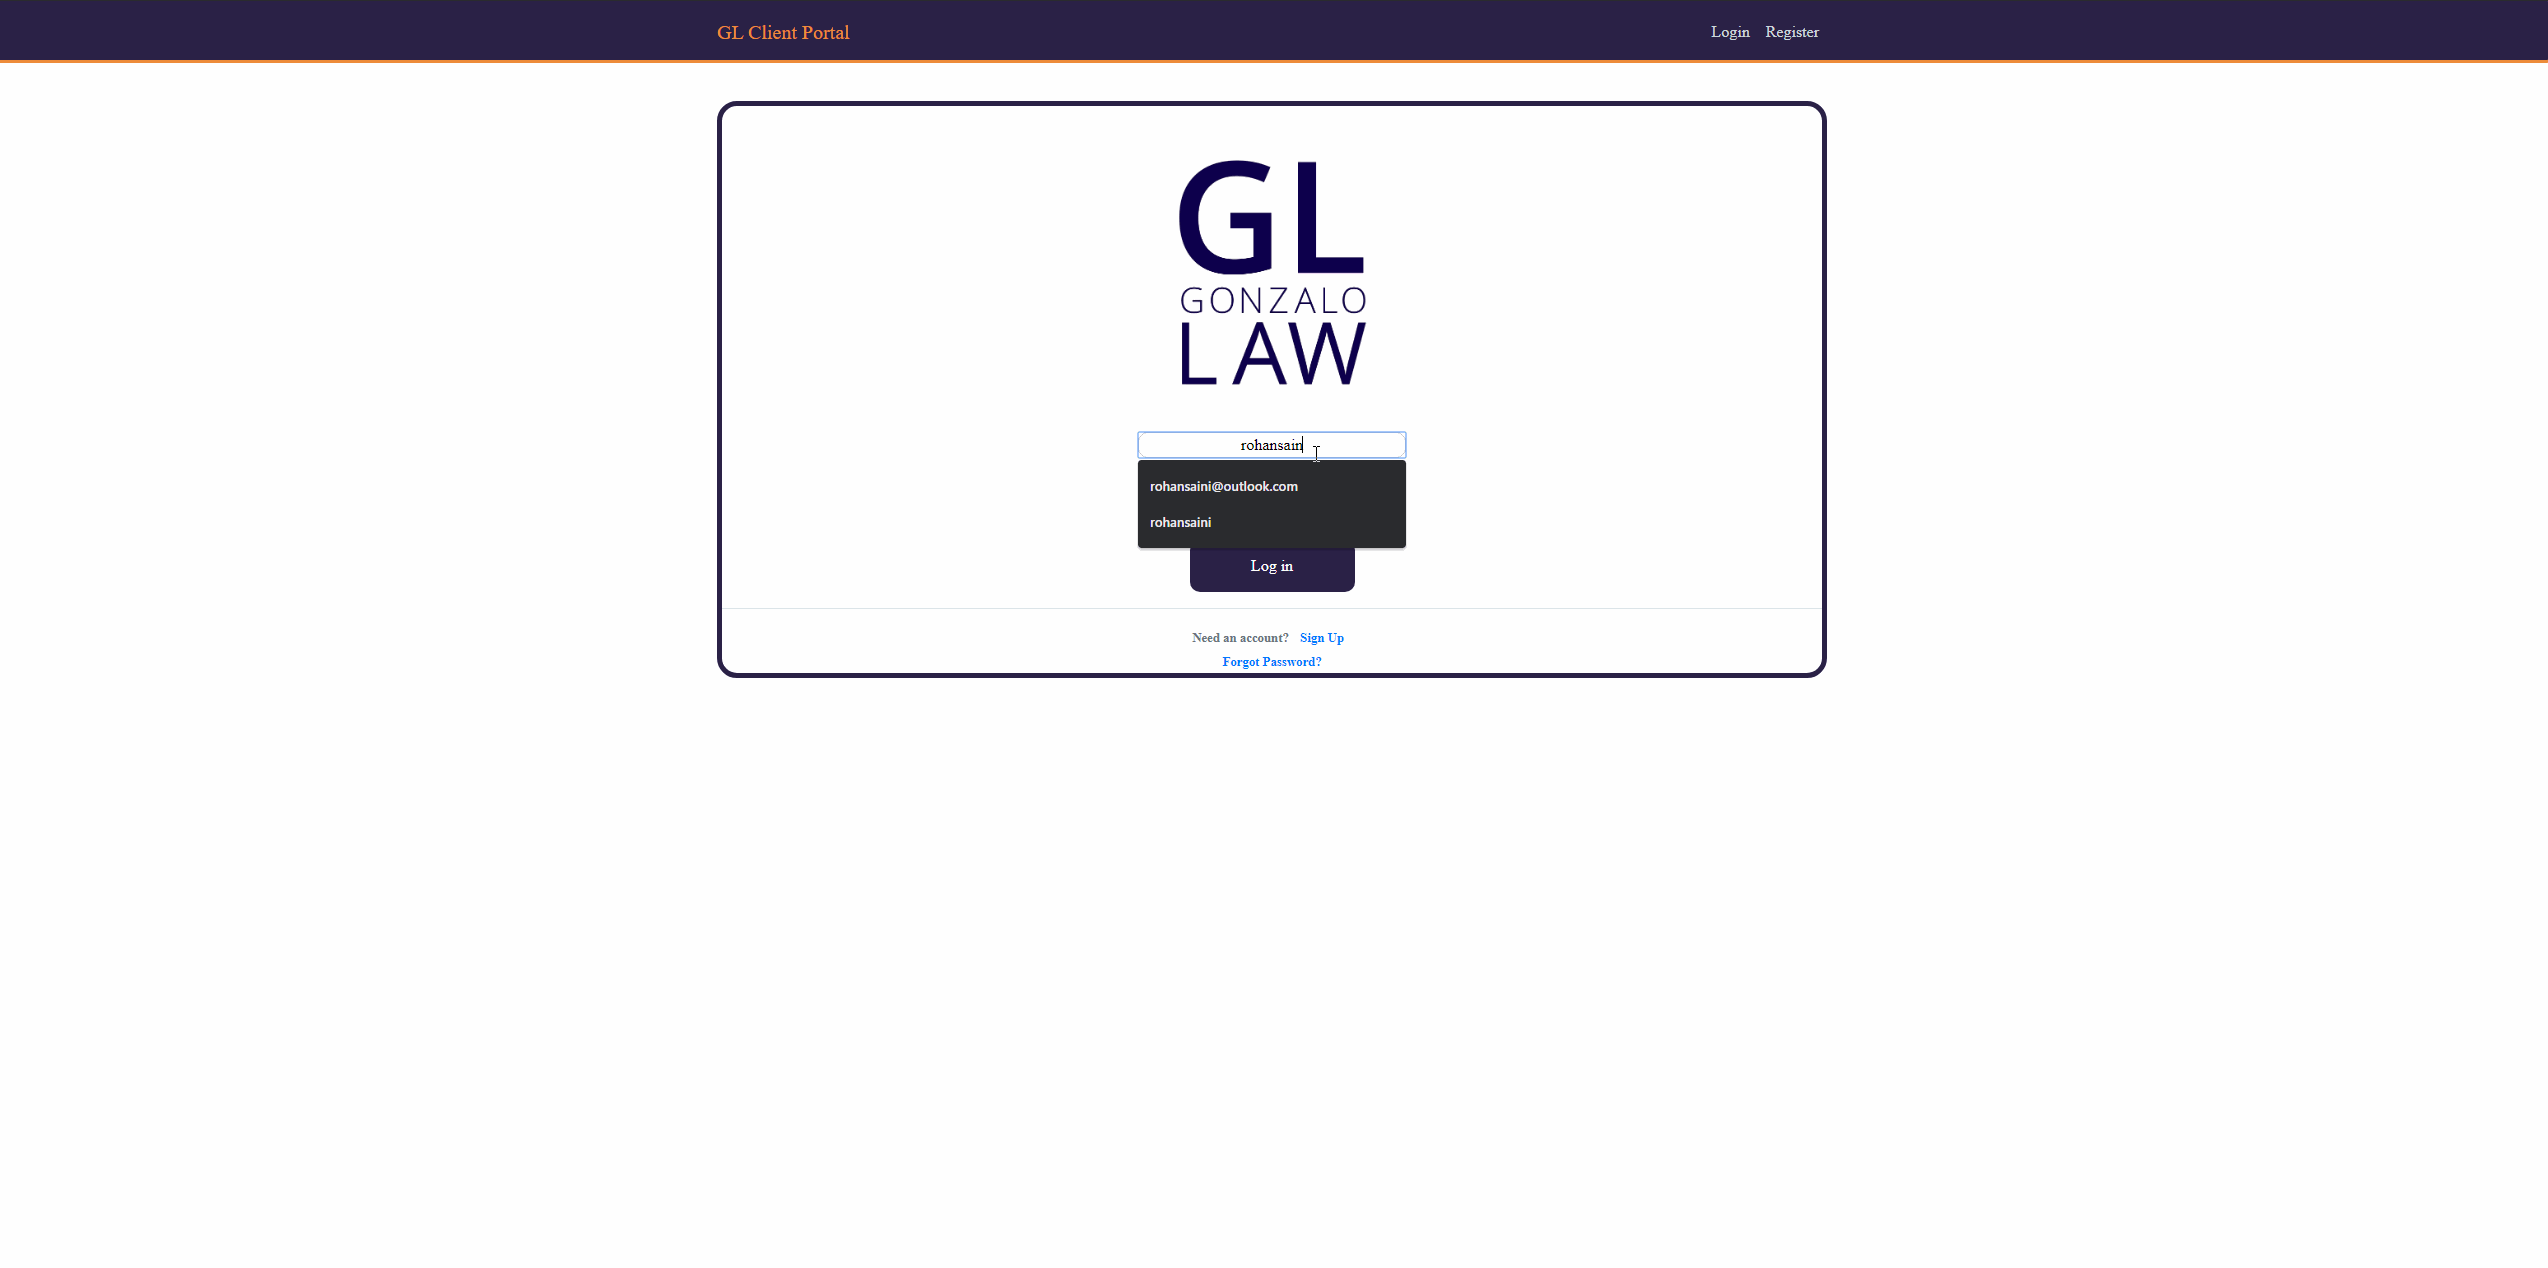 GL Client Portal
Login Register
GL
GONZALO
LAW
rohansain
rohansaini@outlook.com
rohansaini
Log in
Need an account? Sign Up
Forgot Password?